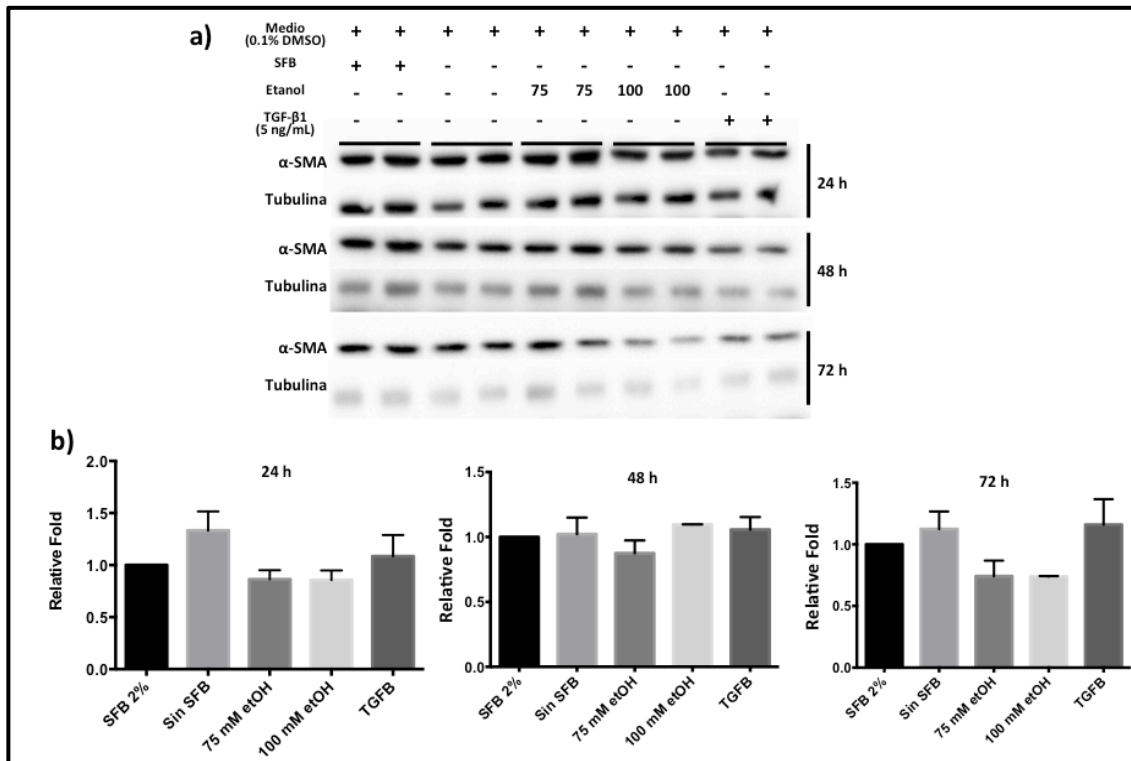 a)
Medio + + + + + + + + + +
(0.1% DMSO)
SFB + + - - - - - - - -
Etanol - - - - 75 75 100 100 - -
TGF-β1 - - - - - - - - + +
(5 ng/mL)
α-SMA
Tubulina
24 h
α-SMA
Tubulina
48 h
α-SMA
Tubulina
72 h
b)
24 h
Relative Fold
2.0
1.5
1.0
0.5
0.0
SFB 2%
Sin SFB
75 mM etOH
100 mM etOH
TGFB
48 h
Relative Fold
1.5
1.0
0.5
0.0
SFB 2%
Sin SFB
75 mM etOH
100 mM etOH
TGFB
72 h
Relative Fold
1.5
1.0
0.5
0.0
SFB 2%
Sin SFB
75 mM etOH
100 mM etOH
TGFB